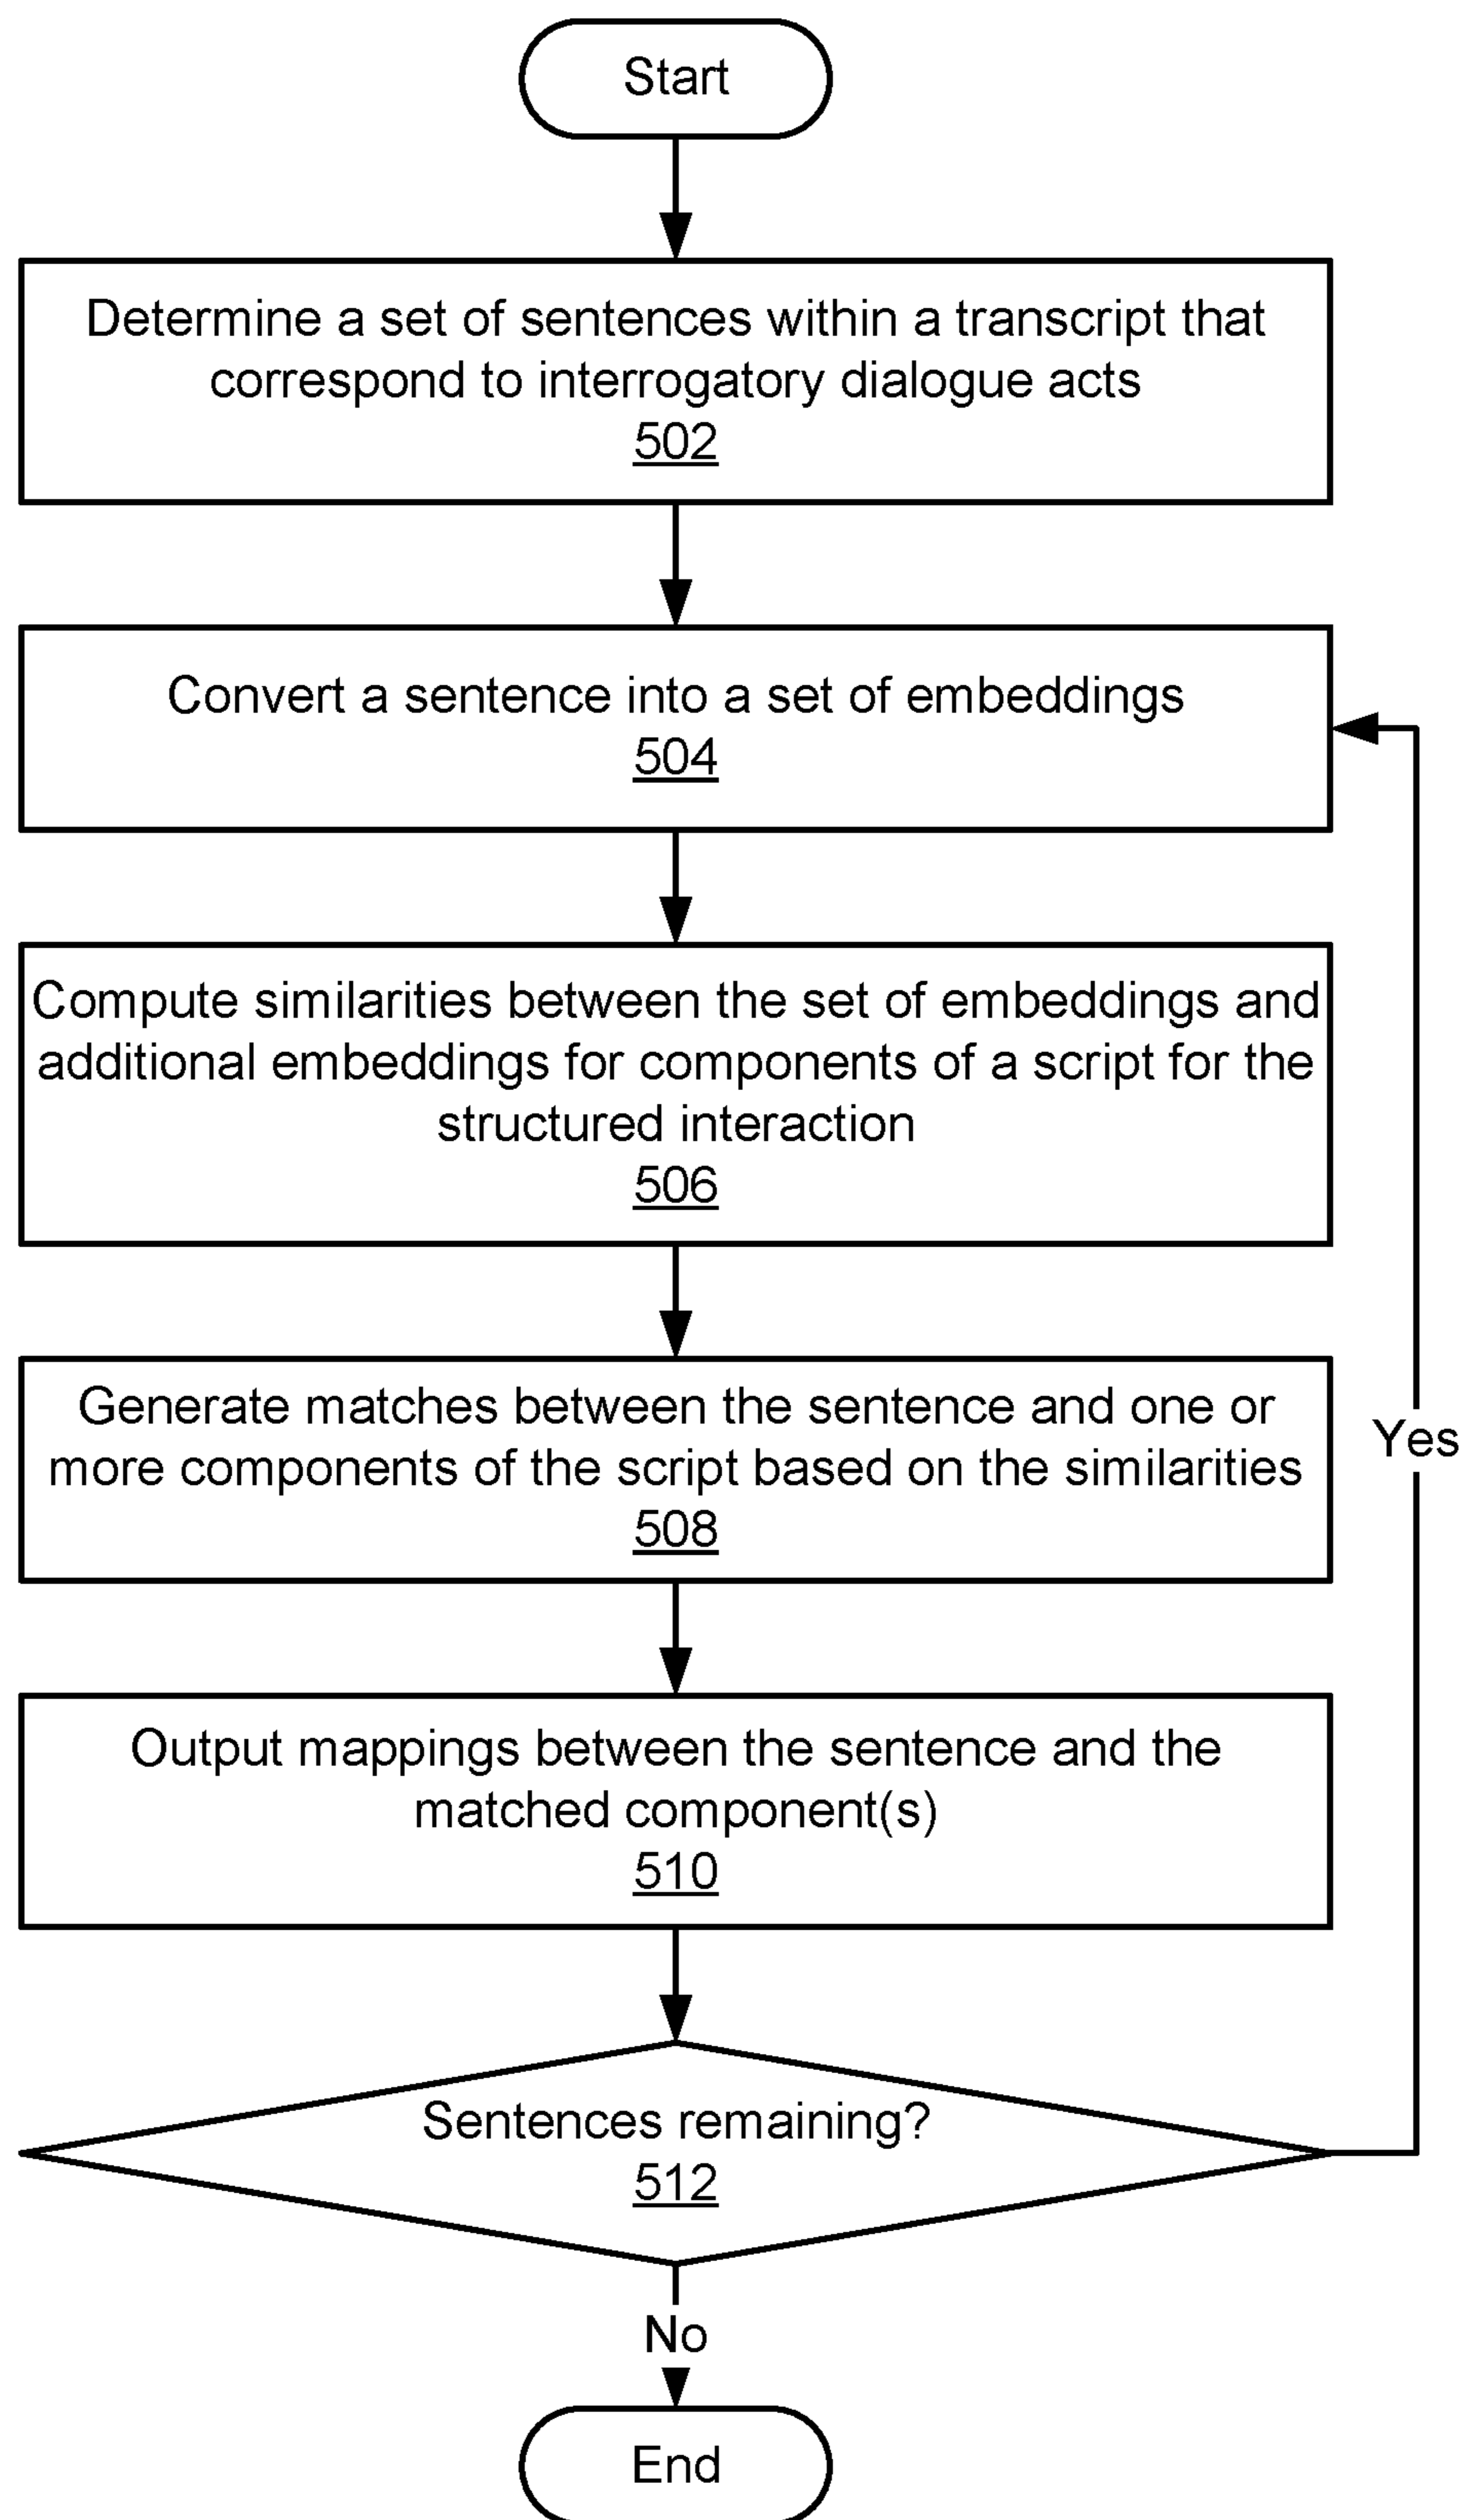 Start
Determine a set of sentences within a transcript that
correspond to interrogatory dialogue acts
502
Convert a sentence into a set of embeddings
504
Compute similarities between the set of embeddings and
additional embeddings for components of a script for the
structured interaction
506
Generate matches between the sentence and one or
more components of the script based on the similarities
508
Yes
Output mappings between the sentence and the
matched component(s)
510
Sentences remaining?
512
No
End